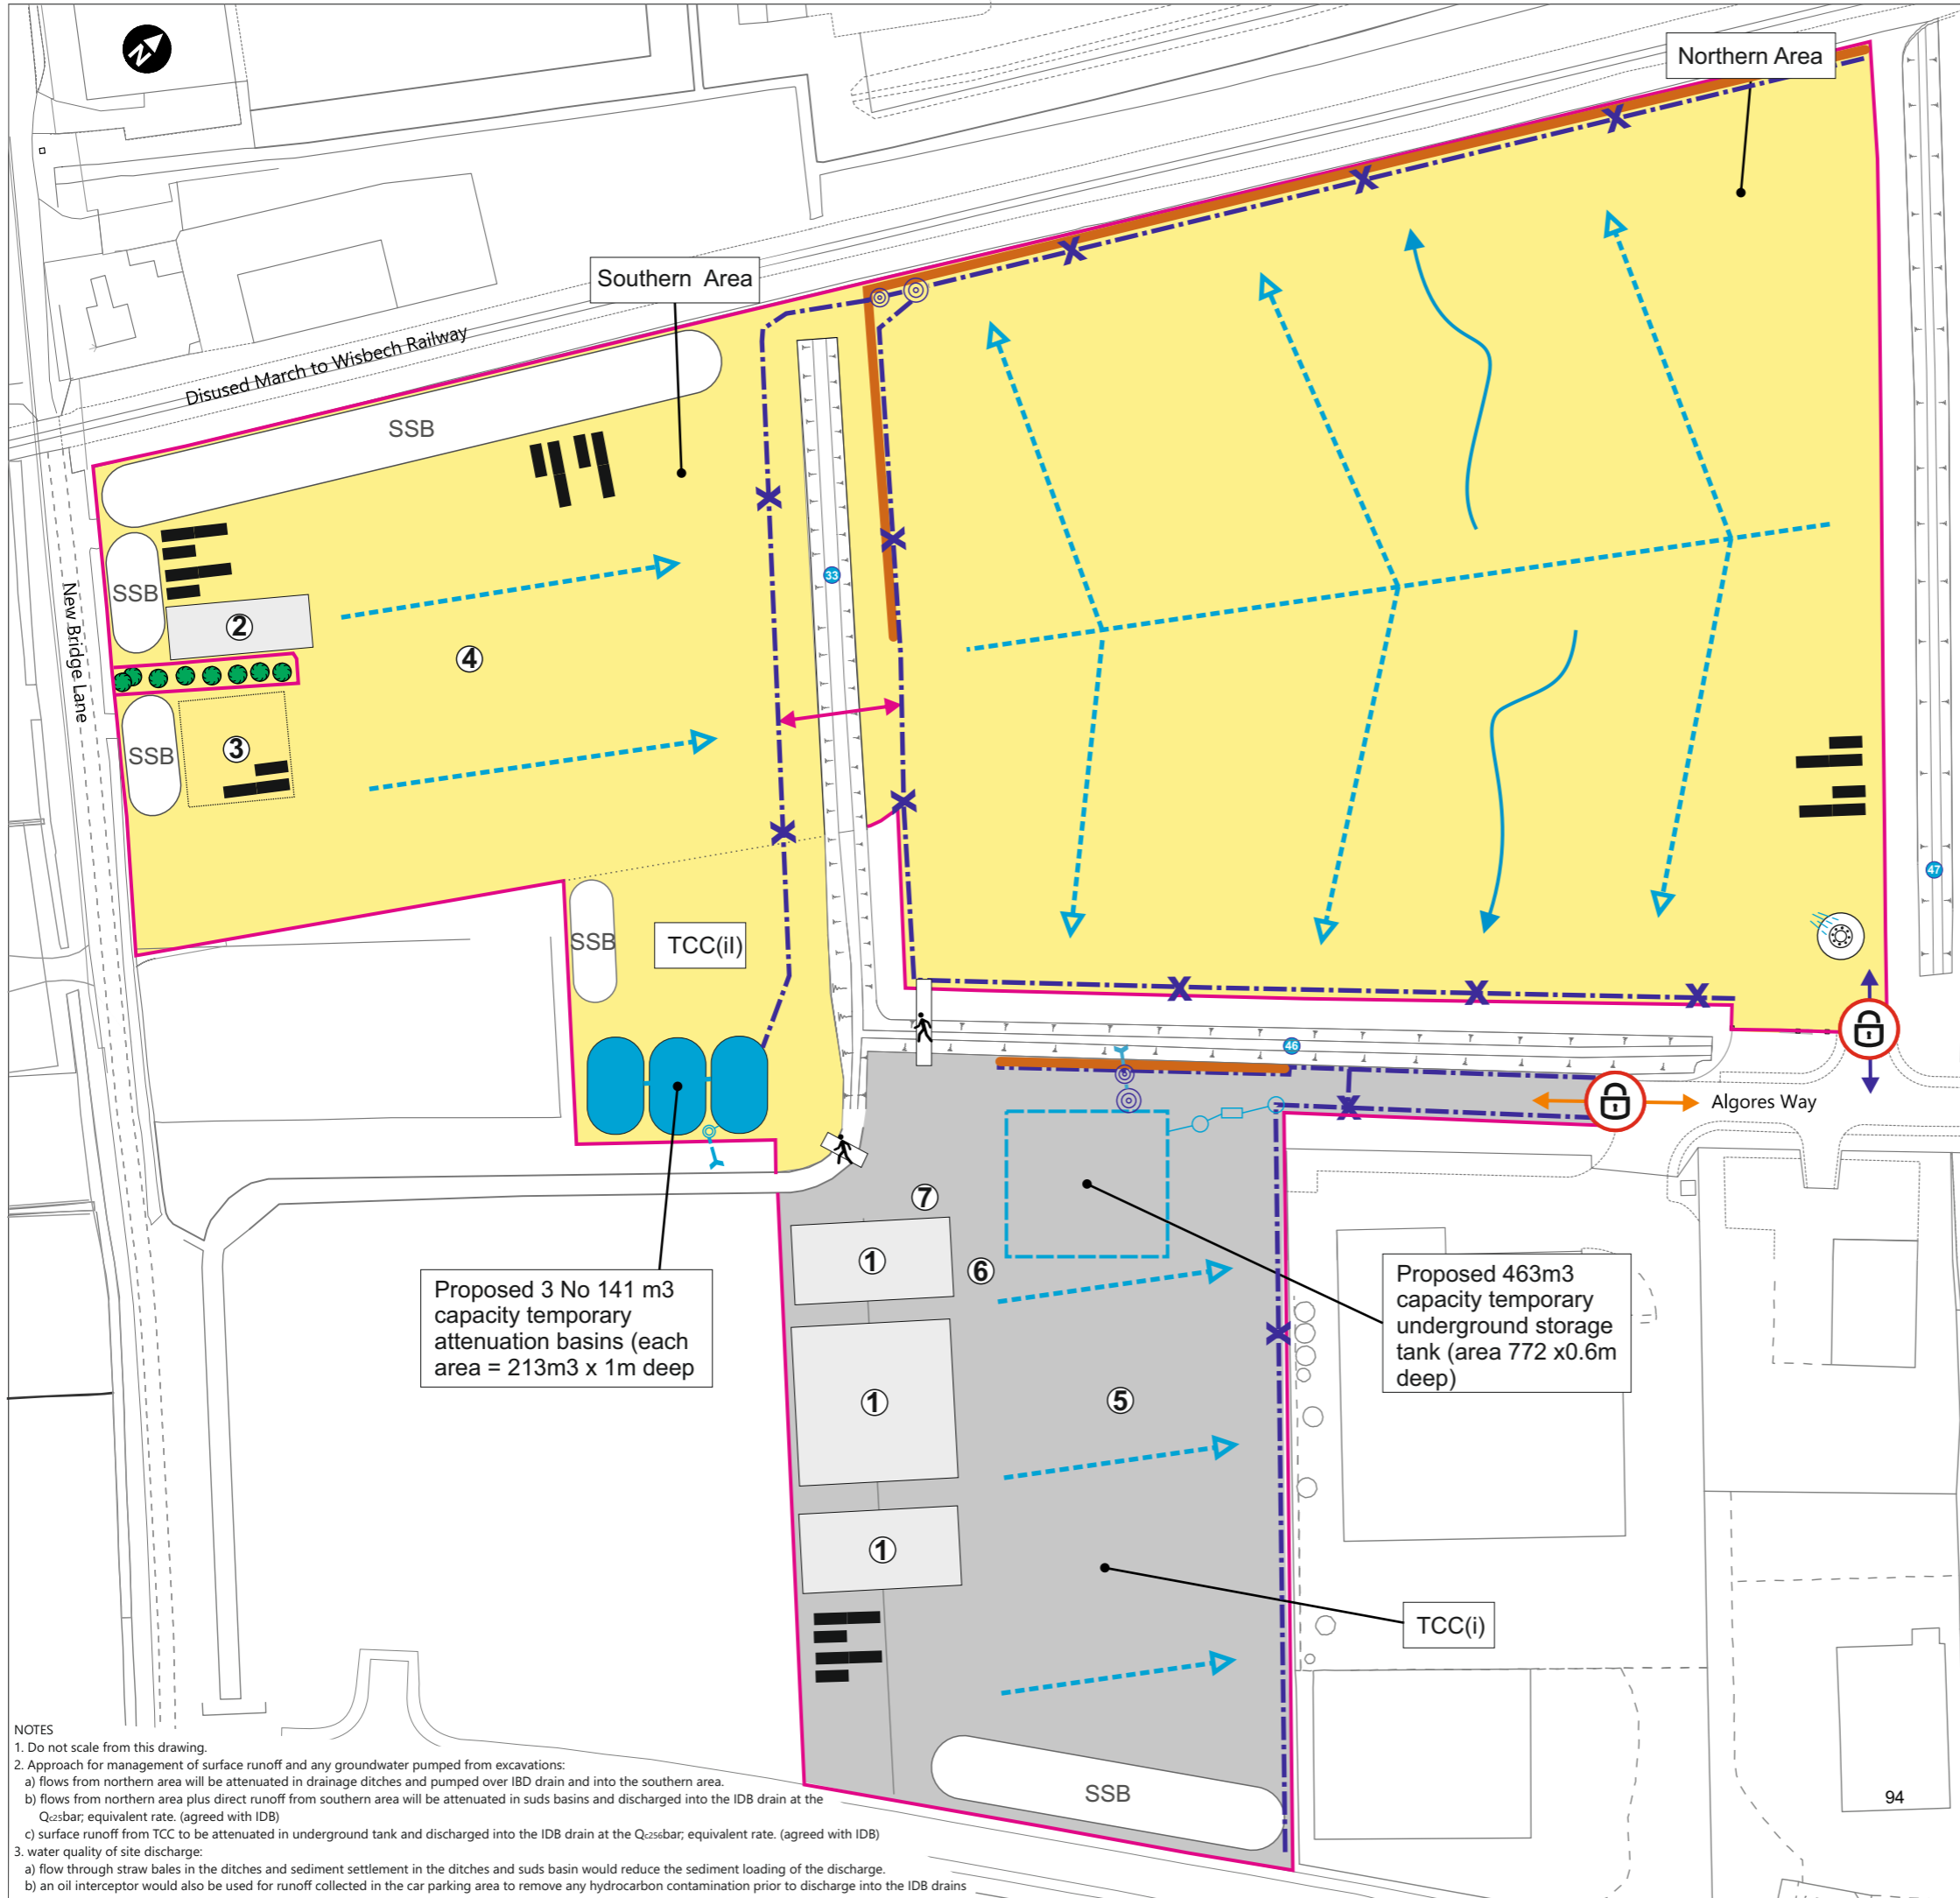 N
Northern Area
Southern Area
Disused March to Wisbech Railway
SSB
SSB
2
4
33
New Bridge Lane
SSB
3
47
SSB
TCC(iI)
46
Algores Way
7
1
6
Proposed 3 No 141 m3
capacity temporary
attenuation basins (each
area = 213m3 x 1m deep
Proposed 463m3
capacity temporary
underground storage
tank (area 772 x0.6m
deep)
1
5
1
TCC(i)
SSB
94
NOTES
1. Do not scale from this drawing.
2. Approach for management of surface runoff and any groundwater pumped from excavations:
a) flows from northern area will be attenuated in drainage ditches and pumped over IBD drain and into the southern area.
b) flows from northern area plus direct runoff from southern area will be attenuated in suds basins and discharged into the IDB drain at the
Qc25bar; equivalent rate. (agreed with IDB)
c) surface runoff from TCC to be attenuated in underground tank and discharged into the IDB drain at the Qc256bar; equivalent rate. (agreed with IDB)
3. water quality of site discharge:
a) flow through straw bales in the ditches and sediment settlement in the ditches and suds basin would reduce the sediment loading of the discharge.
b) an oil interceptor would also be used for runoff collected in the car parking area to remove any hydrocarbon contamination prior to discharge into the IDB drains